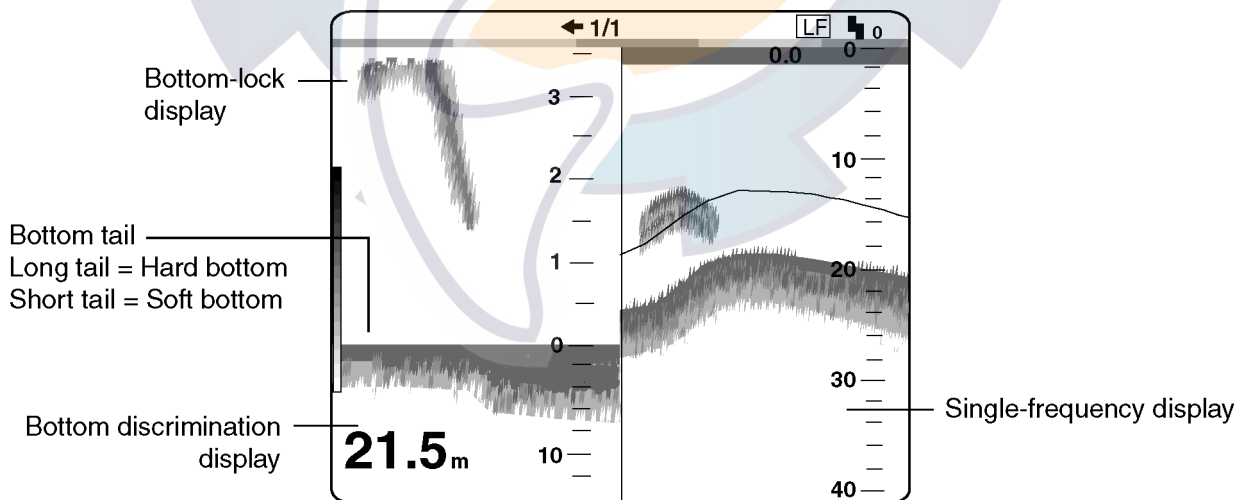 ← 1/1
LF
0
0.0
0
Bottom-lock
display
3
10
2
Bottom tail
Long tail = Hard bottom
Short tail = Soft bottom
1
20
0
30
Single-frequency display
Bottom discrimination
display
21.5m
10
40